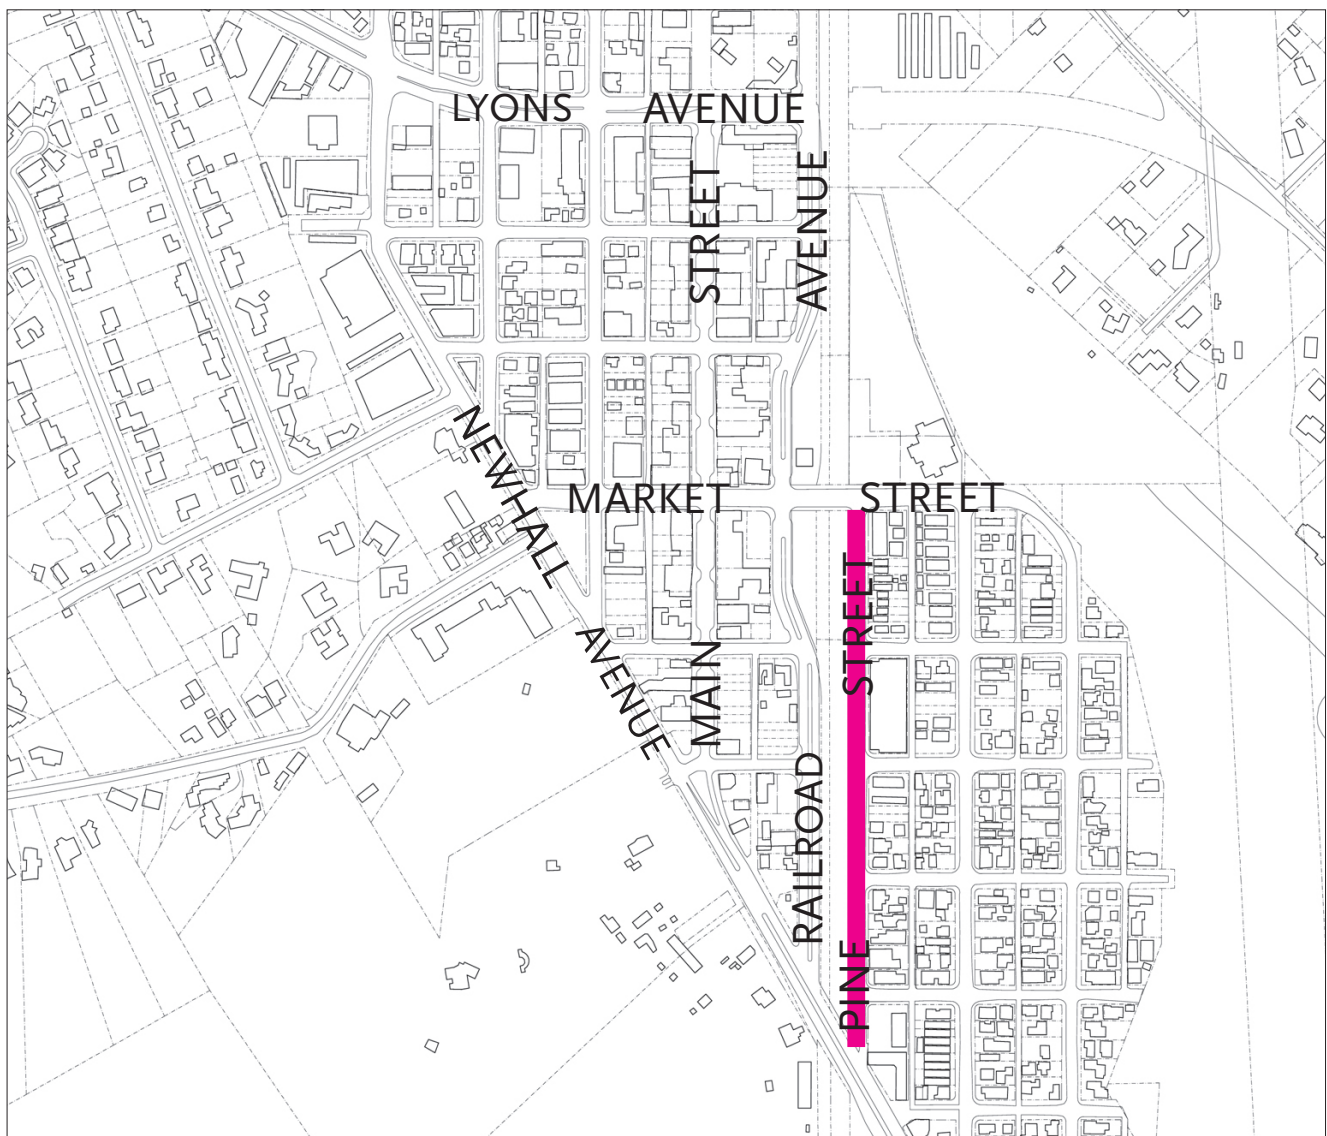 LYONS AVENUE
MAIN STREET
RAILROAD AVENUE
NEWHALL AVENUE
MARKET STREET
PINE STREET